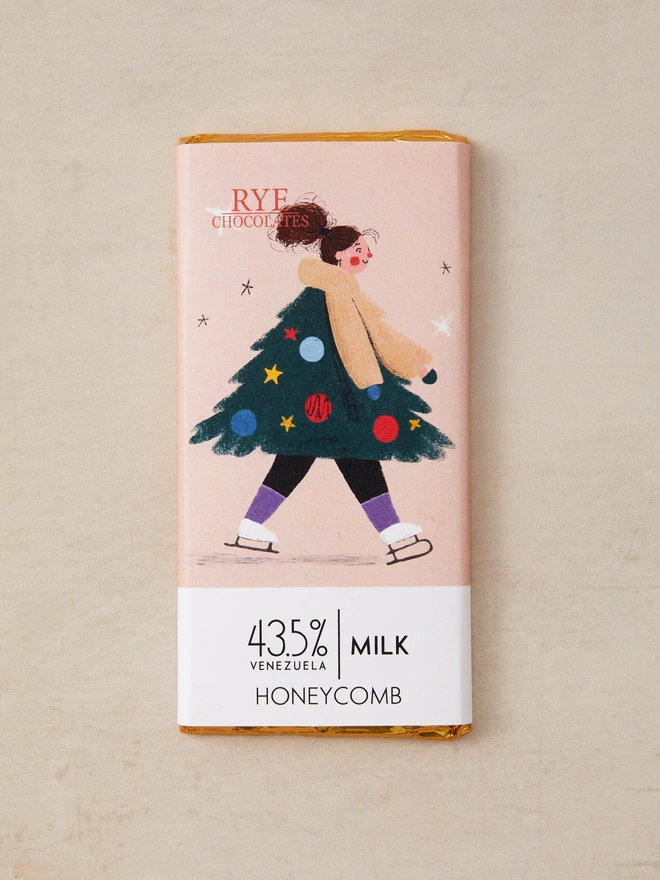 RYE
CHOCOLATES
43.5% | MILK
VENEZUELA
HONEYCOMB